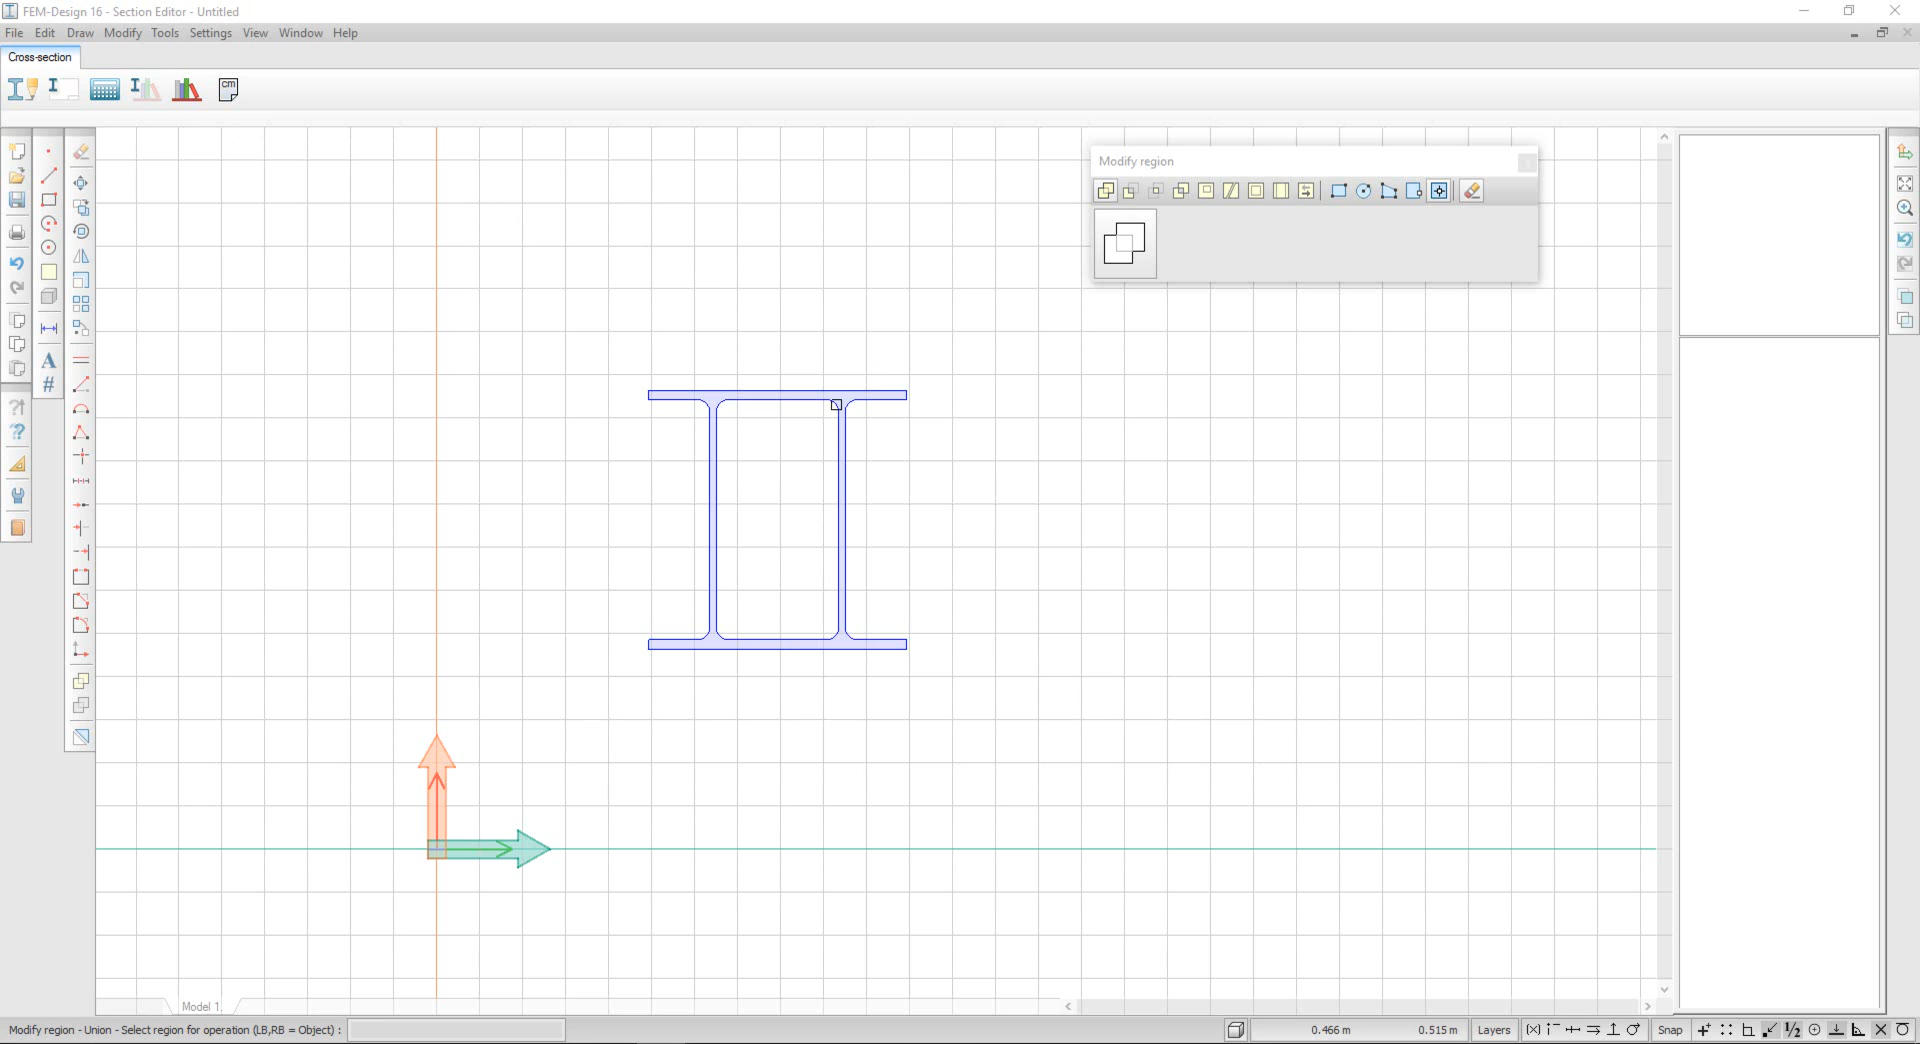 FEM-Design 16 - Section Editor - Untitled
File Edit Draw Modify Tools Settings View Window Help
Cross-section
cm
Modify region
A
#
Model 1
Modify region - Union - Select region for operation (LB,RB = Object) :
0.466 m 0.515 m Layers Snap 1/2